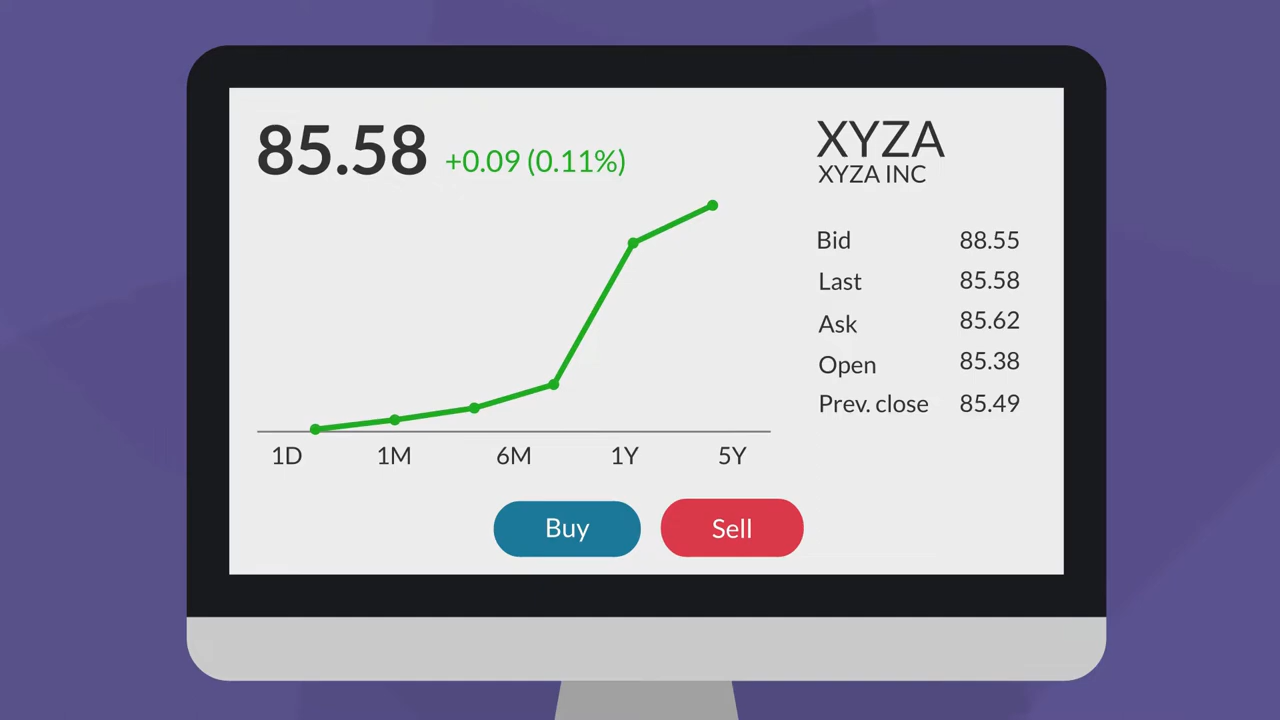 85.58 +0.09 (0.11%)
XYZA
XYZA INC
Bid 88.55
Last 85.58
Ask 85.62
Open 85.38
Prev. close 85.49
1D 1M 6M 1Y 5Y
Buy Sell